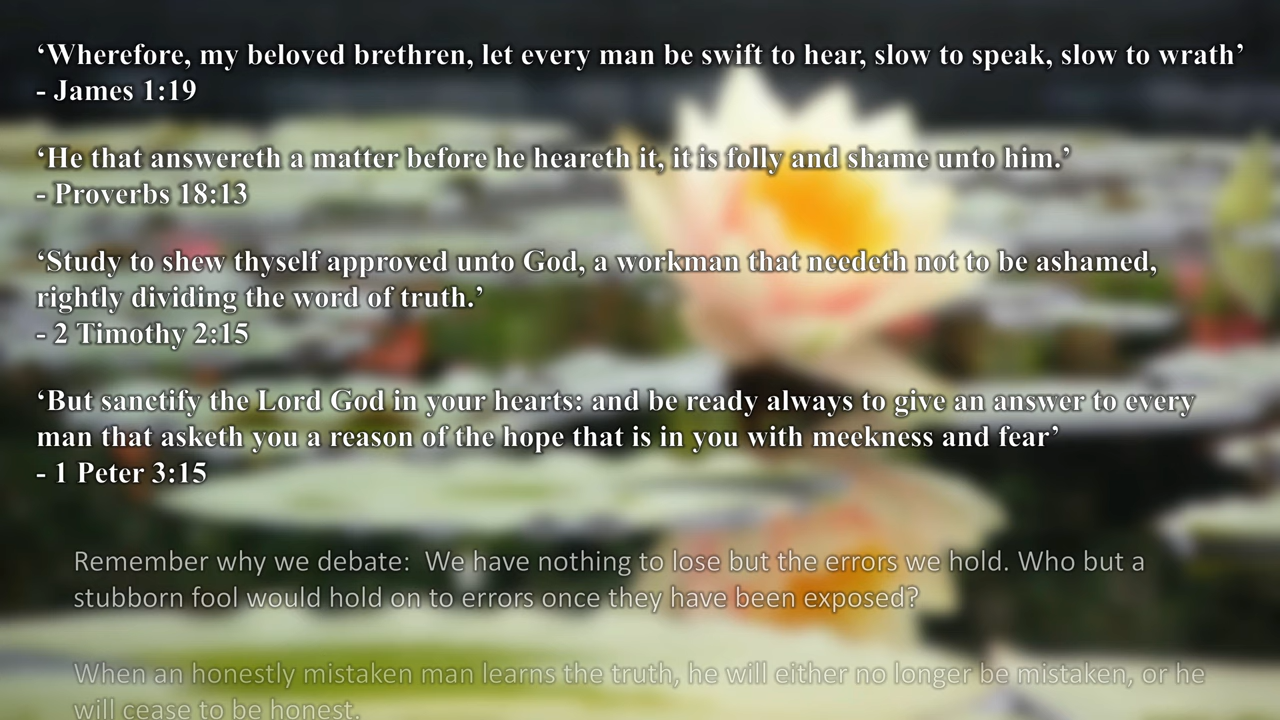 ‘Wherefore, my beloved brethren, let every man be swift to hear, slow to speak, slow to wrath’
- James 1:19
‘He that answereth a matter before he heareth it, it is folly and shame unto him.’
- Proverbs 18:13
‘Study to shew thyself approved unto God, a workman that needeth not to be ashamed,
rightly dividing the word of truth.’
- 2 Timothy 2:15
‘But sanctify the Lord God in your hearts: and be ready always to give an answer to every
man that asketh you a reason of the hope that is in you with meekness and fear’
- 1 Peter 3:15
Remember why we debate:  We have nothing to lose but the errors we hold. Who but a
stubborn fool would hold on to errors once they have been exposed?
When an honestly mistaken man learns the truth, he will either no longer be mistaken, or he
will cease to be honest.